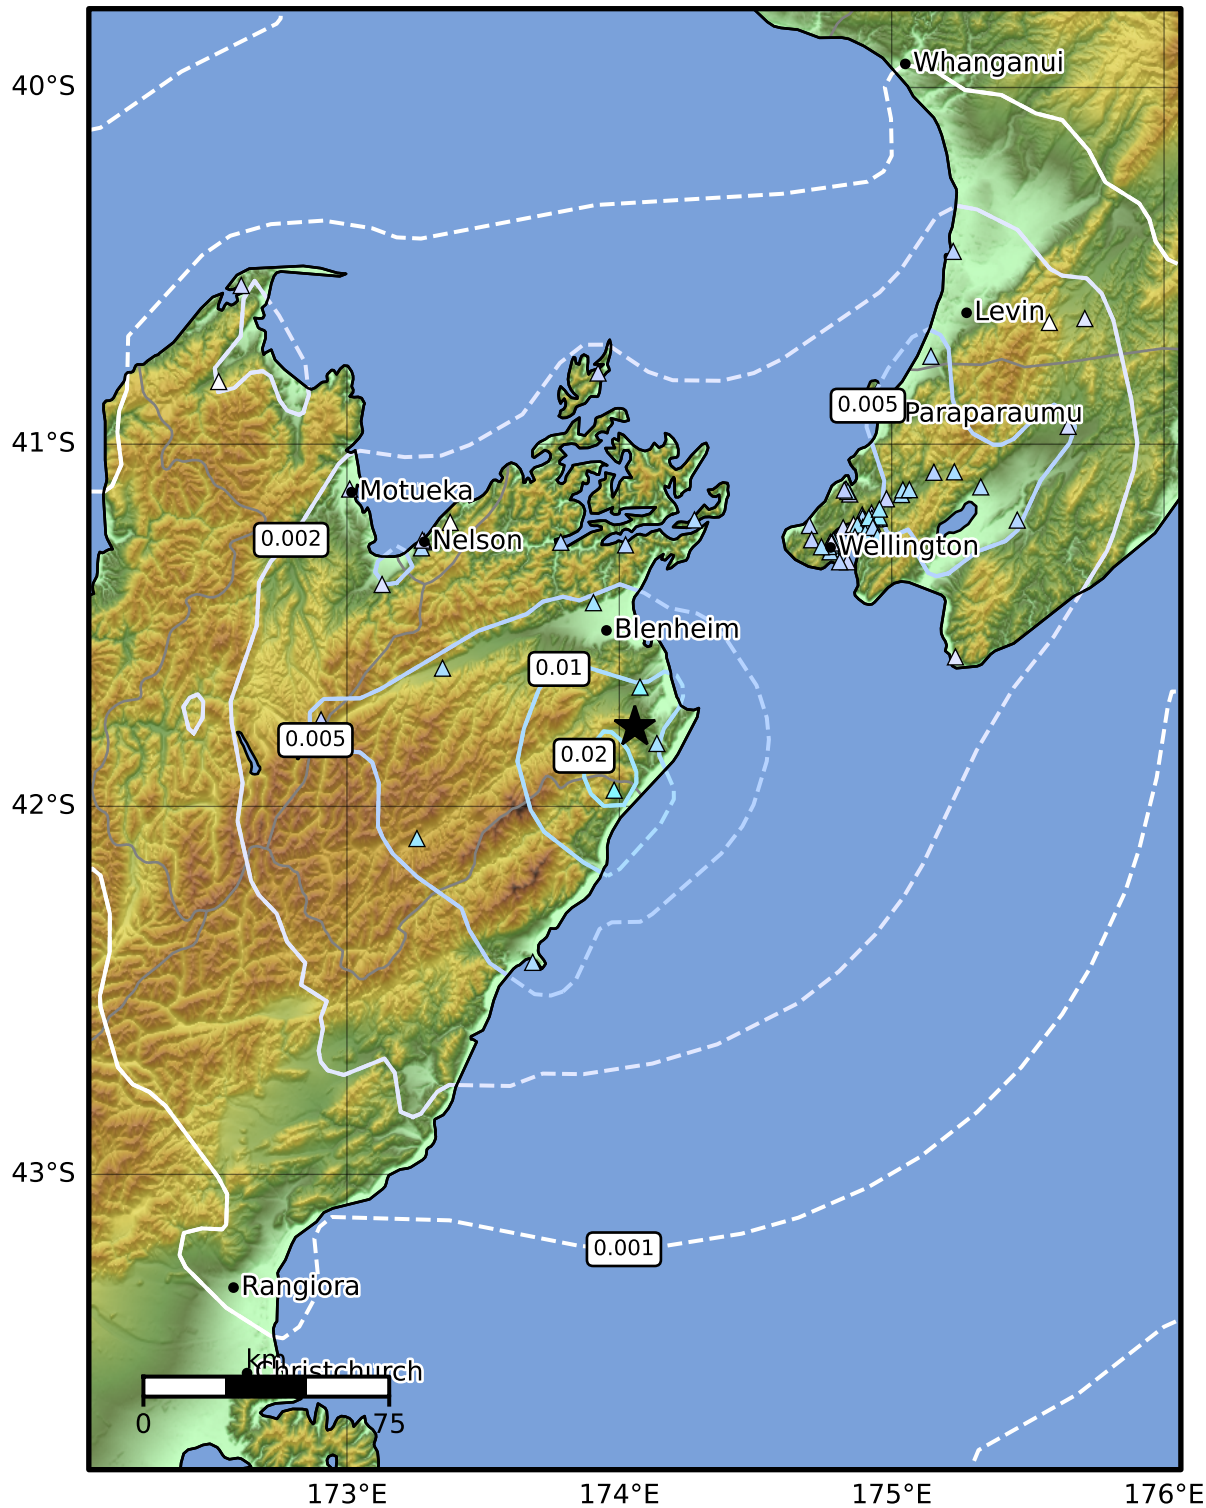 Whanganui
40°S
Levin
0.005
Paraparaumu
41°S
Motueka
0.002
Nelson
Wellington
Blenheim
0.01
0.005
0.02
42°S
43°S
0.001
Rangiora
km
Christchurch
0
75
173°E
174°E
175°E
176°E